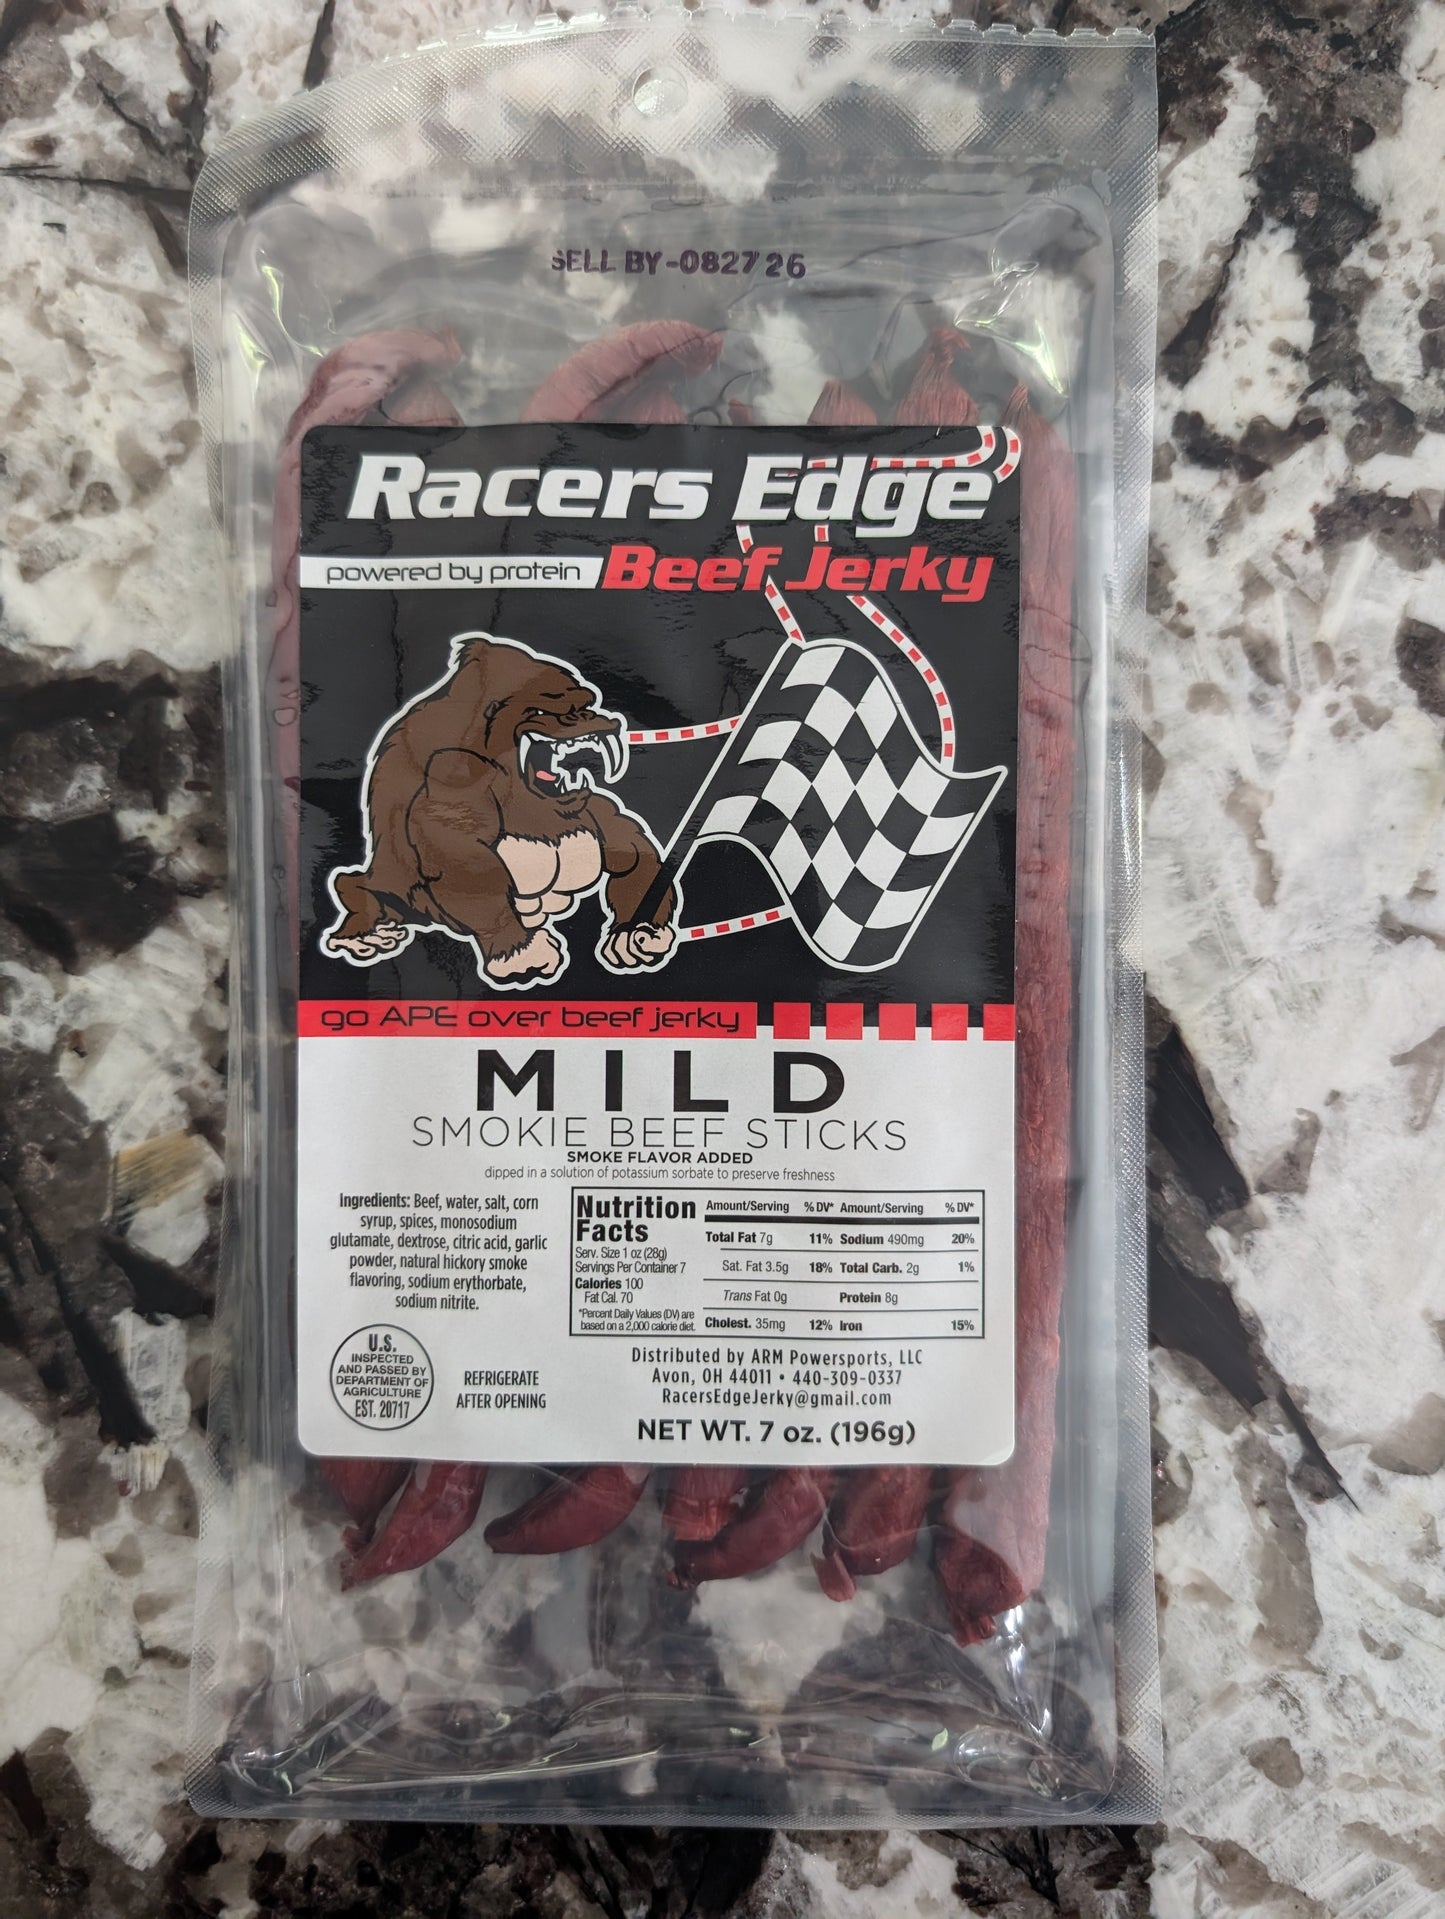 SELL BY-082726
Racers Edge
powered by protein Beef Jerky
go APE over beef jerky
MILD
SMOKIE BEEF STICKS
SMOKE FLAVOR ADDED
dipped in a solution of potassium sorbate to preserve freshness
Ingredients: Beef, water, salt, corn
syrup, spices, monosodium
glutamate, dextrose, citric acid, garlic
powder, natural hickory smoke
flavoring, sodium erythorbate,
sodium nitrite.
Nutrition
Facts
Serv. Size 1 oz (28g)
Servings Per Container 7
Calories 100
Fat Cal. 70
*Percent Daily Values (DV) are
based on a 2,000 calorie diet.
Amount/Serving %DV* Amount/Serving %DV*
Total Fat 7g 11% Sodium 490mg 20%
Sat. Fat 3.5g 18% Total Carb. 2g 1%
Trans Fat 0g Protein 8g
Cholest. 35mg 12% Iron 15%
U.S.
INSPECTED
AND PASSED BY
DEPARTMENT OF
AGRICULTURE
EST. 20717
REFRIGERATE
AFTER OPENING
Distributed by ARM Powersports, LLC
Avon, OH 44011 • 440-309-0337
RacersEdgeJerky@gmail.com
NET WT. 7 oz. (196g)